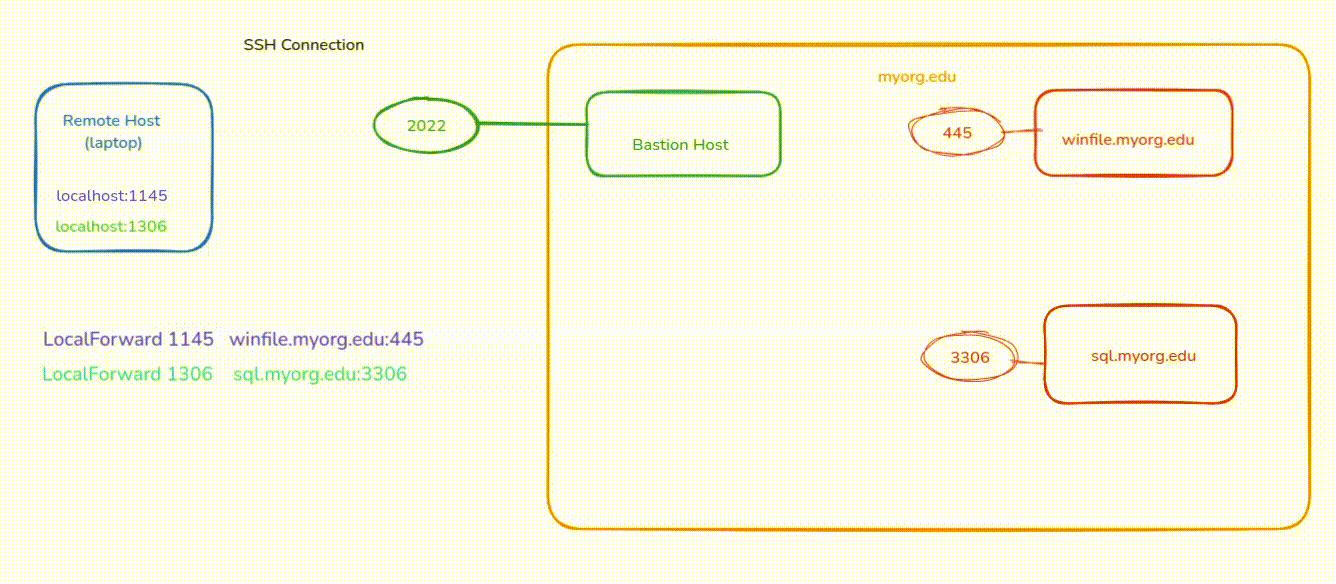 SSH Connection
myorg.edu
Remote Host
(laptop)
localhost:1145
localhost:1306
2022
Bastion Host
445
winfile.myorg.edu
LocalForward 1145 winfile.myorg.edu:445
LocalForward 1306 sql.myorg.edu:3306
3306
sql.myorg.edu